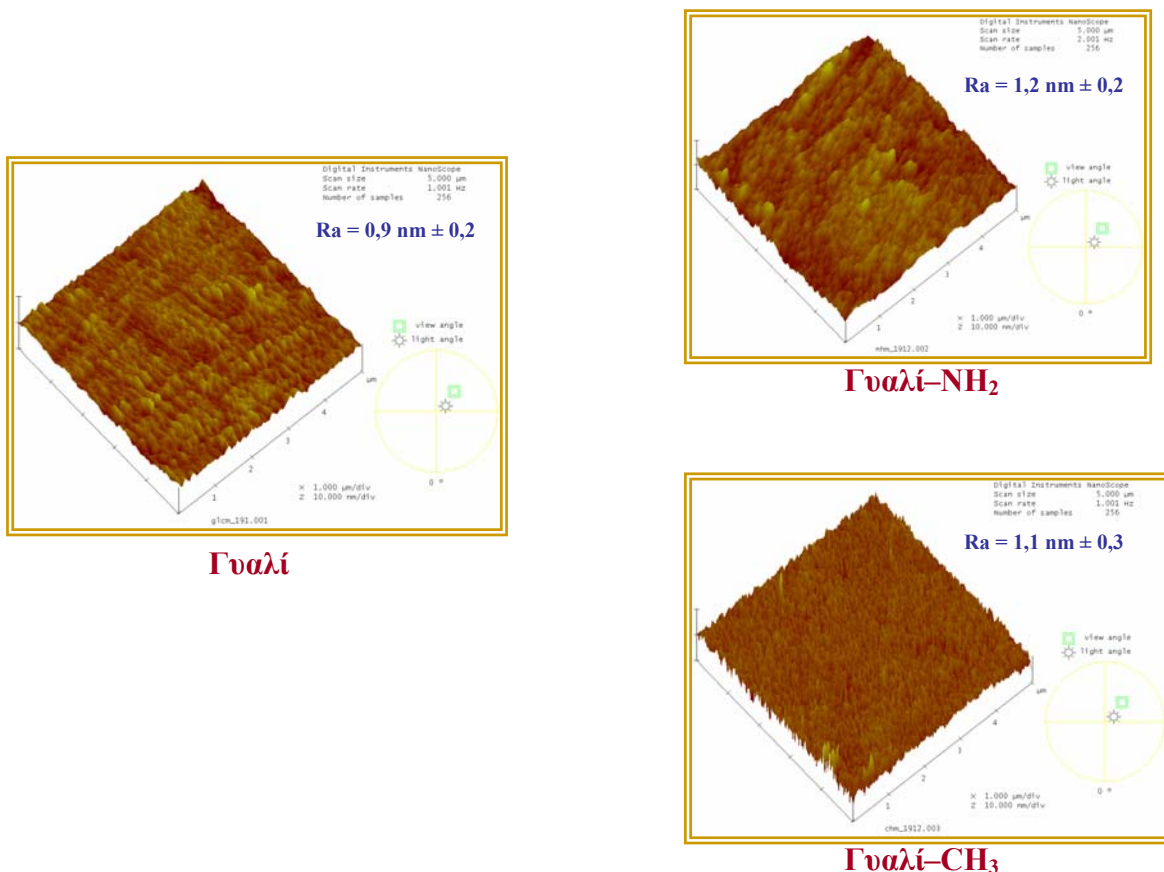 Digital Instruments NanoScope
Scan size 5.000 µm
Scan rate 1.001 Hz
Number of samples 256
Ra = 0,9 nm ± 0,2
view angle
light angle
µm
4
3
2
1
X 1.000 µm/div
Z 10.000 nm/div
0 °
glcm_191.001
Γυαλί
Digital Instruments NanoScope
Scan size 5.000 µm
Scan rate 2.001 Hz
Number of samples 256
Ra = 1,2 nm ± 0,2
view angle
light angle
µm
4
3
2
1
X 1.000 µm/div
Z 10.000 nm/div
0 °
nhm_1912.002
Γυαλί–NH₂
Digital Instruments NanoScope
Scan size 5.000 µm
Scan rate 1.001 Hz
Number of samples 256
Ra = 1,1 nm ± 0,3
view angle
light angle
µm
4
3
2
1
X 1.000 µm/div
Z 10.000 nm/div
0 °
chm_1912.003
Γυαλί–CH₃